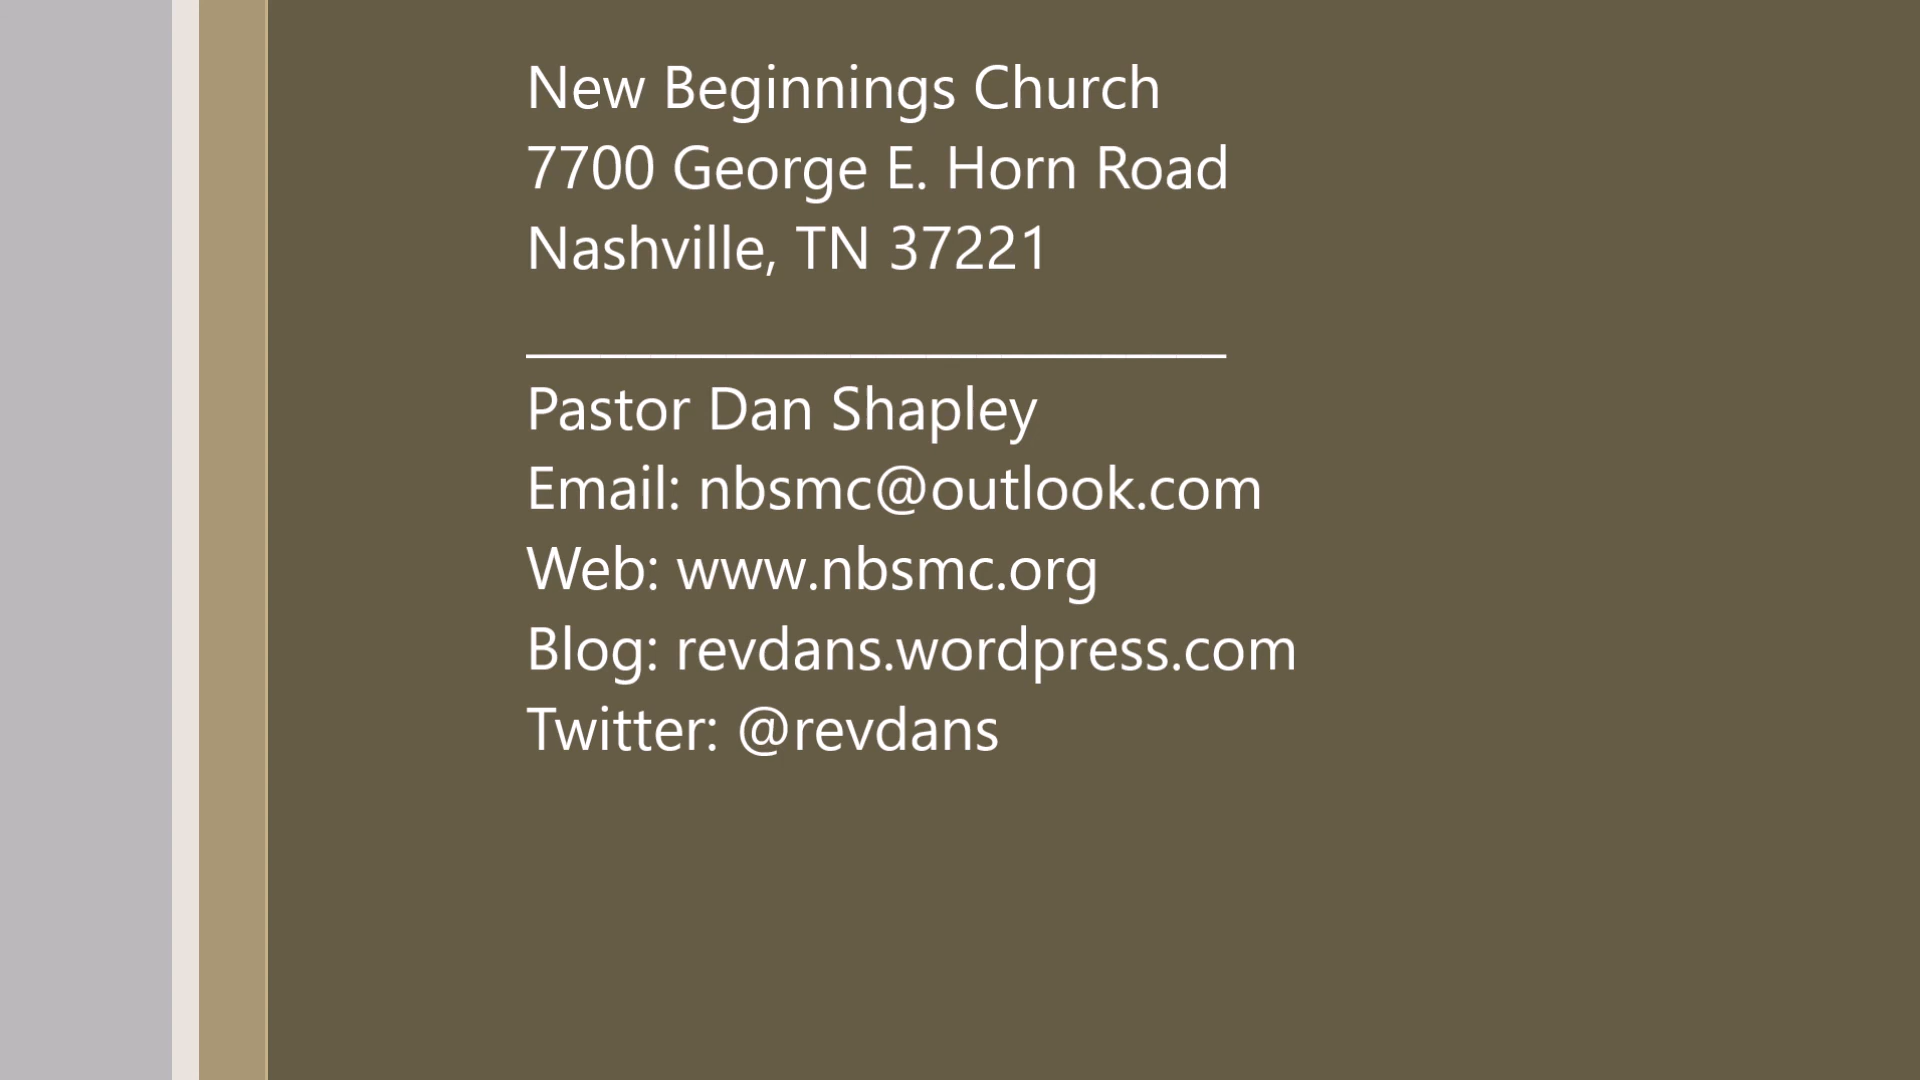 New Beginnings Church
7700 George E. Horn Road
Nashville, TN 37221
____________________________
Pastor Dan Shapley
Email: nbsmc@outlook.com
Web: www.nbsmc.org
Blog: revdans.wordpress.com
Twitter: @revdans